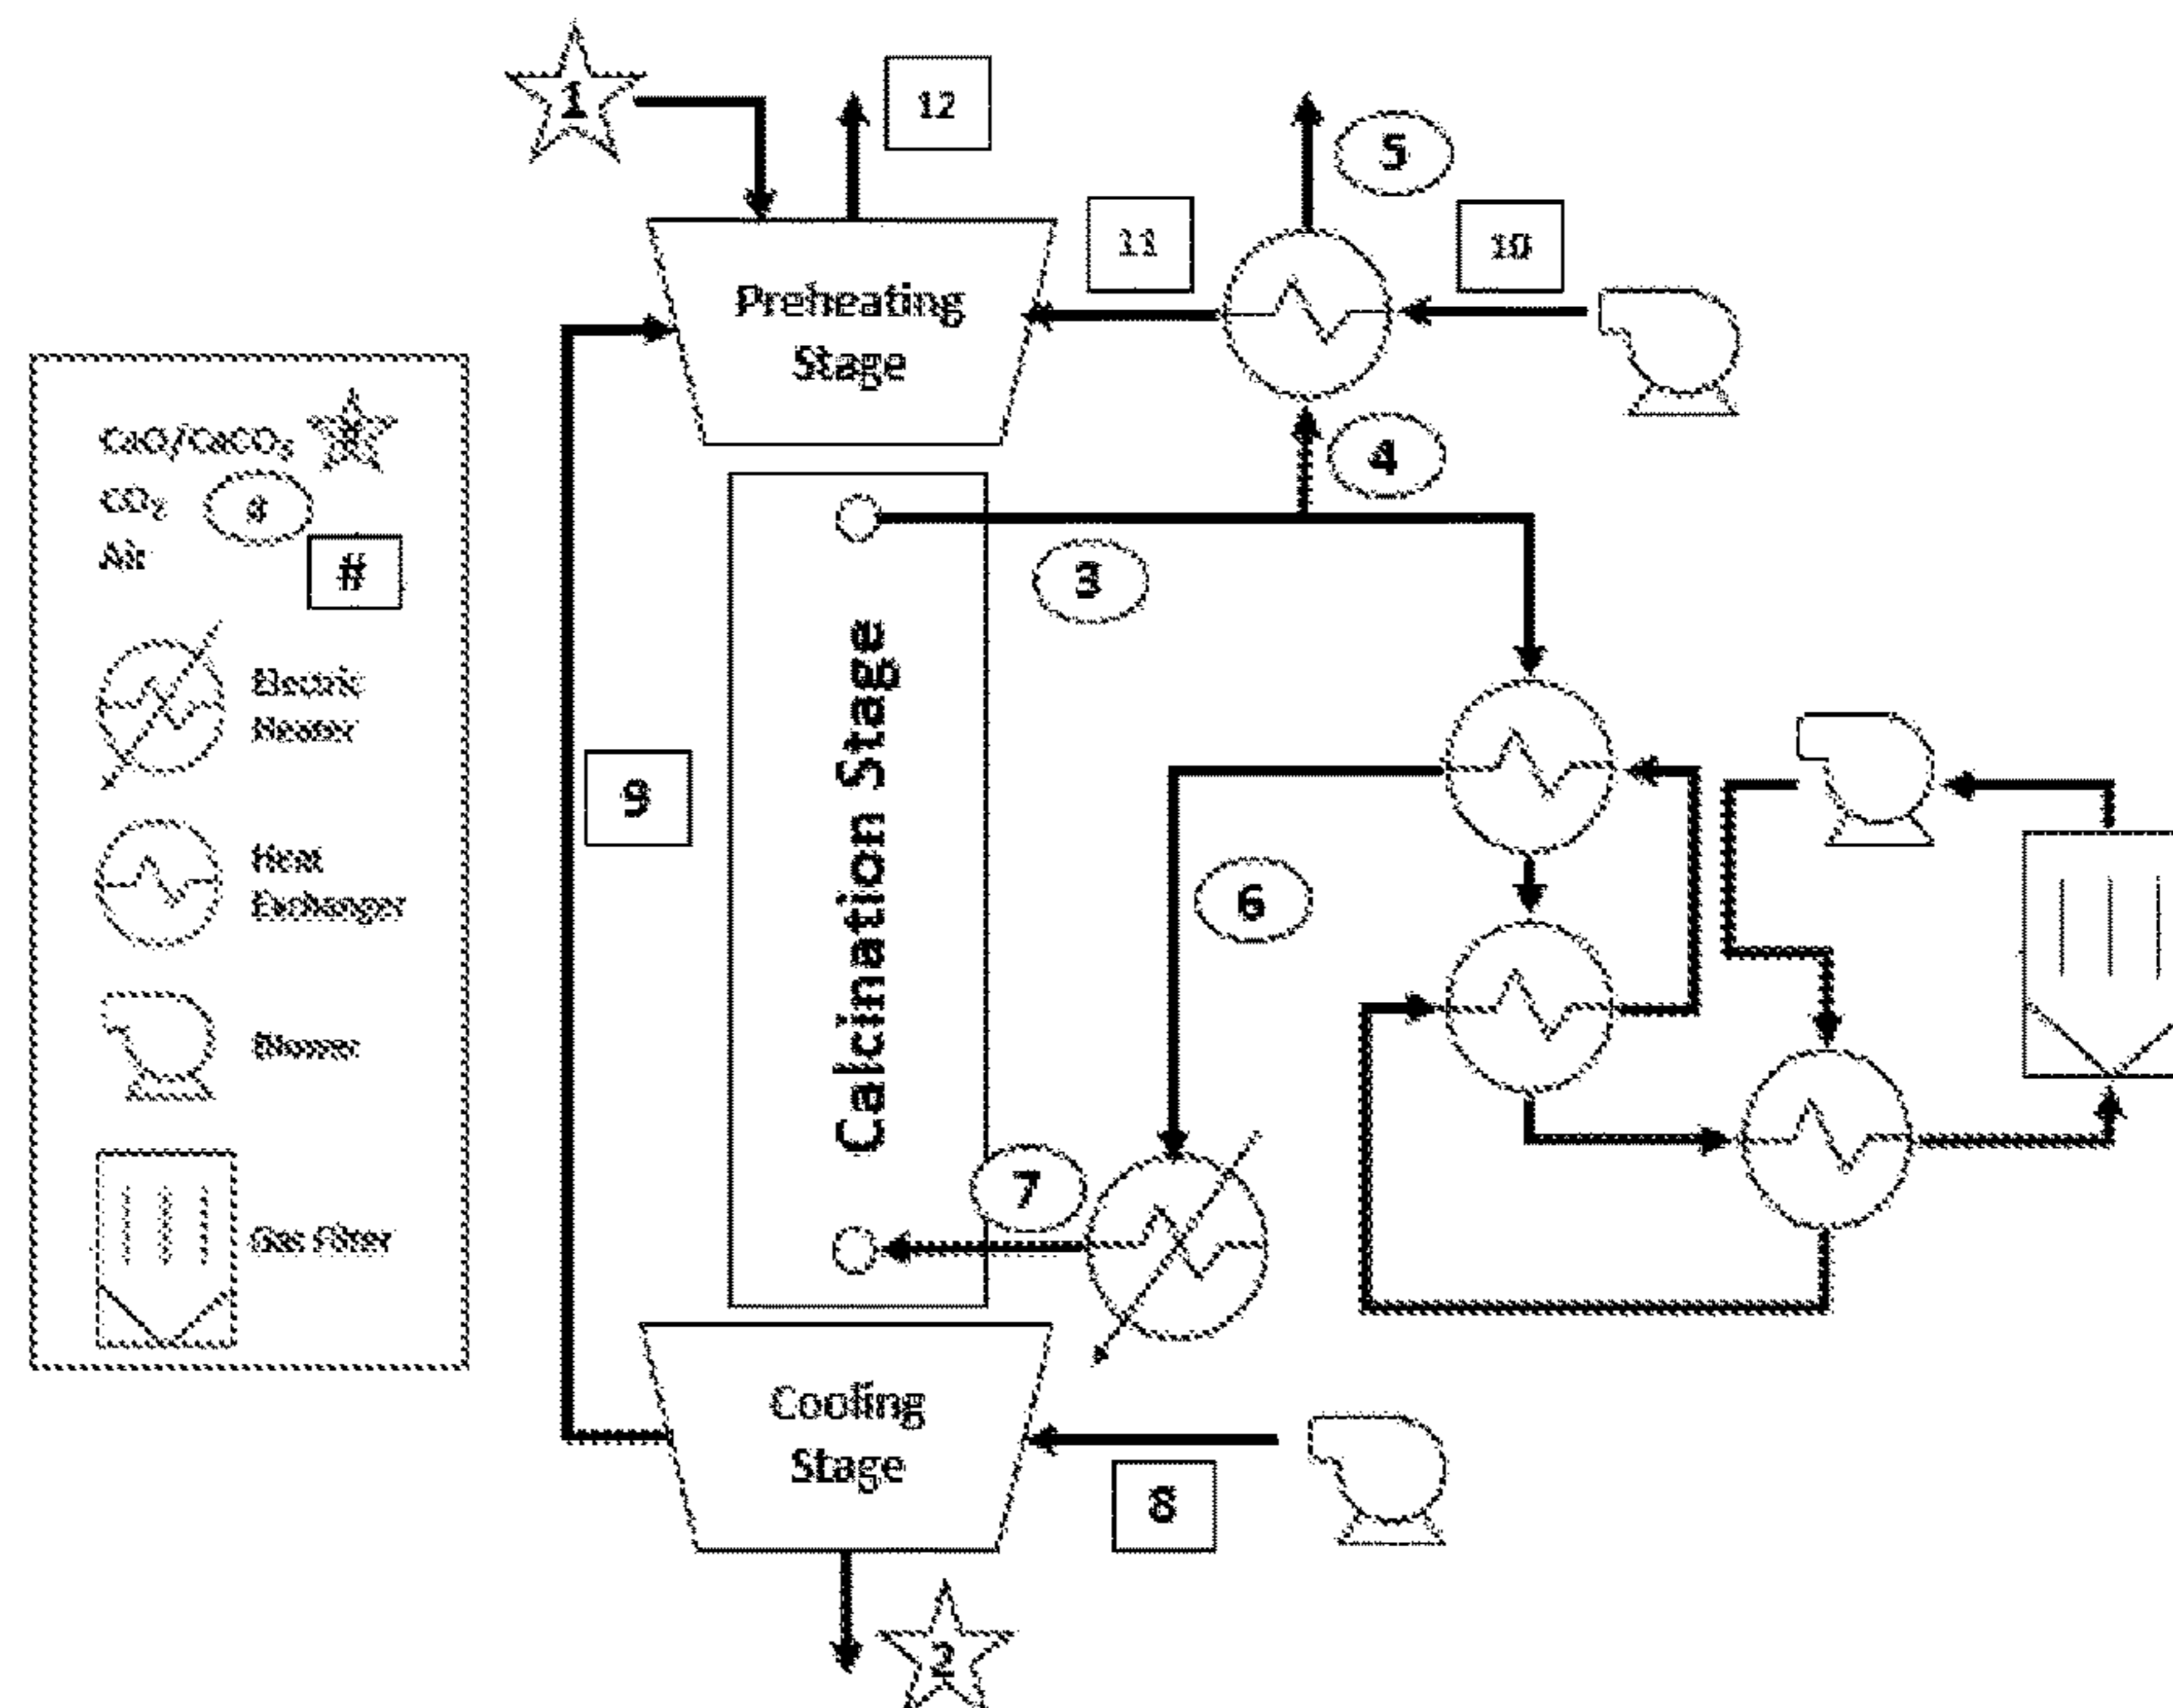 1
12
5
11
10
Preheating
Stage
4
3
CaO/CaCO3 #
CO2 #
Air #
Electric
Heater
Heat
Exchanger
Blower
Gas Filter
9
Calcination Stage
6
7
Cooling
Stage
8
2